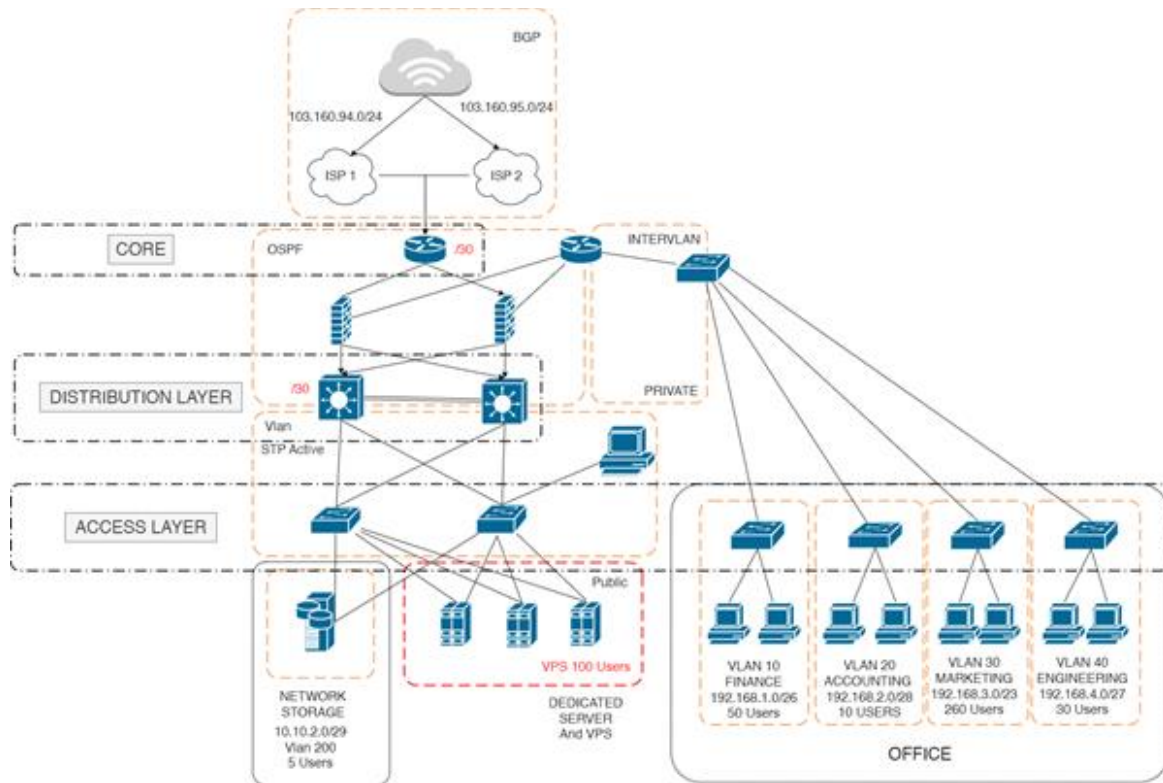 BGP
103.160.94.0/24
103.160.95.0/24
ISP 1
ISP 2
CORE
OSPF
/30
INTERVLAN
DISTRIBUTION LAYER
/30
PRIVATE
Vlan
STP Active
ACCESS LAYER
Public
VPS 100 Users
NETWORK
STORAGE
10.10.2.0/29
Vlan 200
5 Users
DEDICATED
SERVER
And VPS
VLAN 10
FINANCE
192.168.1.0/26
50 Users
VLAN 20
ACCOUNTING
192.168.2.0/28
10 USERS
VLAN 30
MARKETING
192.168.3.0/23
260 Users
VLAN 40
ENGINEERING
192.168.4.0/27
30 Users
OFFICE